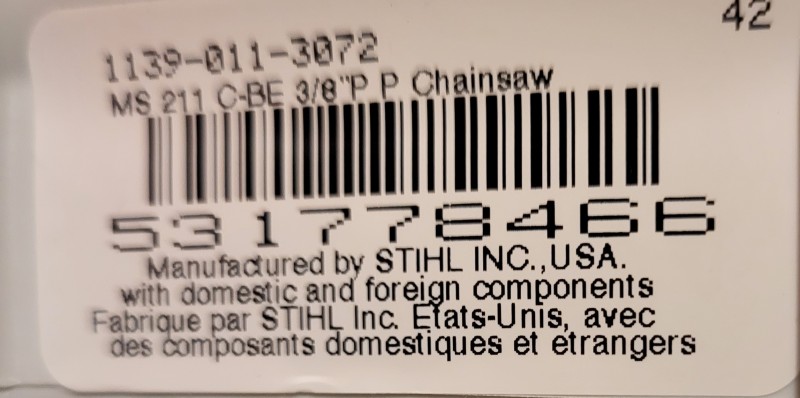 42
1139-011-3072
MS 211 C-BE 3/8"P P Chainsaw
531778466
Manufactured by STIHL INC.,USA.
with domestic and foreign components
Fabrique par STIHL Inc. Etats-Unis, avec
des composants domestiques et etrangers